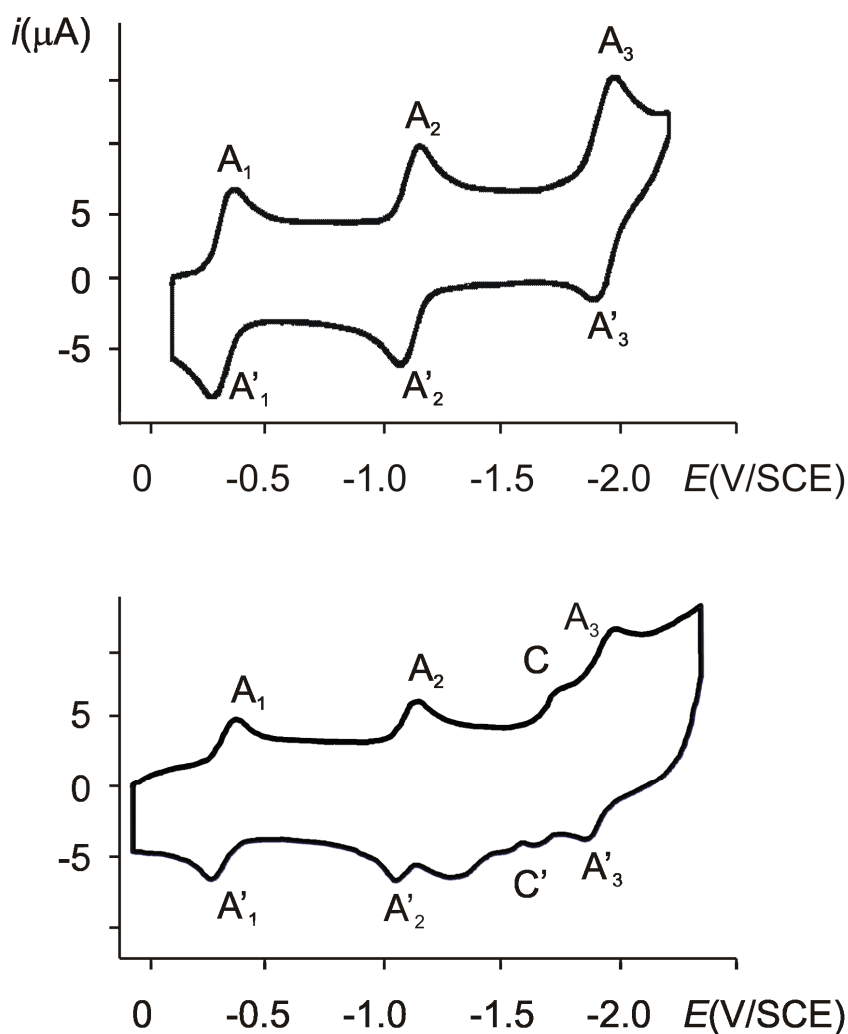 i(μA)
A₃
A₂
A₁
5
0
-5
A’₃
A’₁
A’₂
0 -0.5 -1.0 -1.5 -2.0 E(V/SCE)
A₃
C
A₁
A₂
5
0
-5
A’₃
C’
A’₁
A’₂
0 -0.5 -1.0 -1.5 -2.0 E(V/SCE)